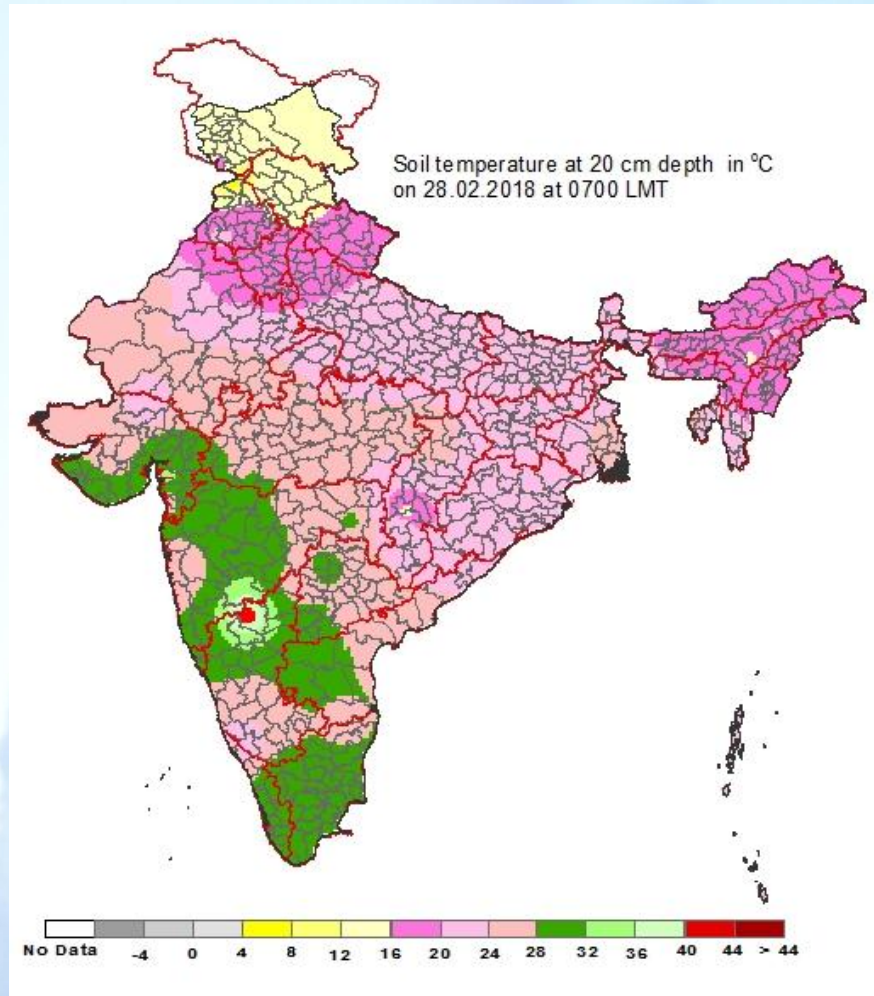 Soil temperature at 20 cm depth in ºC
on 28.02.2018 at 0700 LMT
No Data -4 0 4 8 12 16 20 24 28 32 36 40 44 > 44